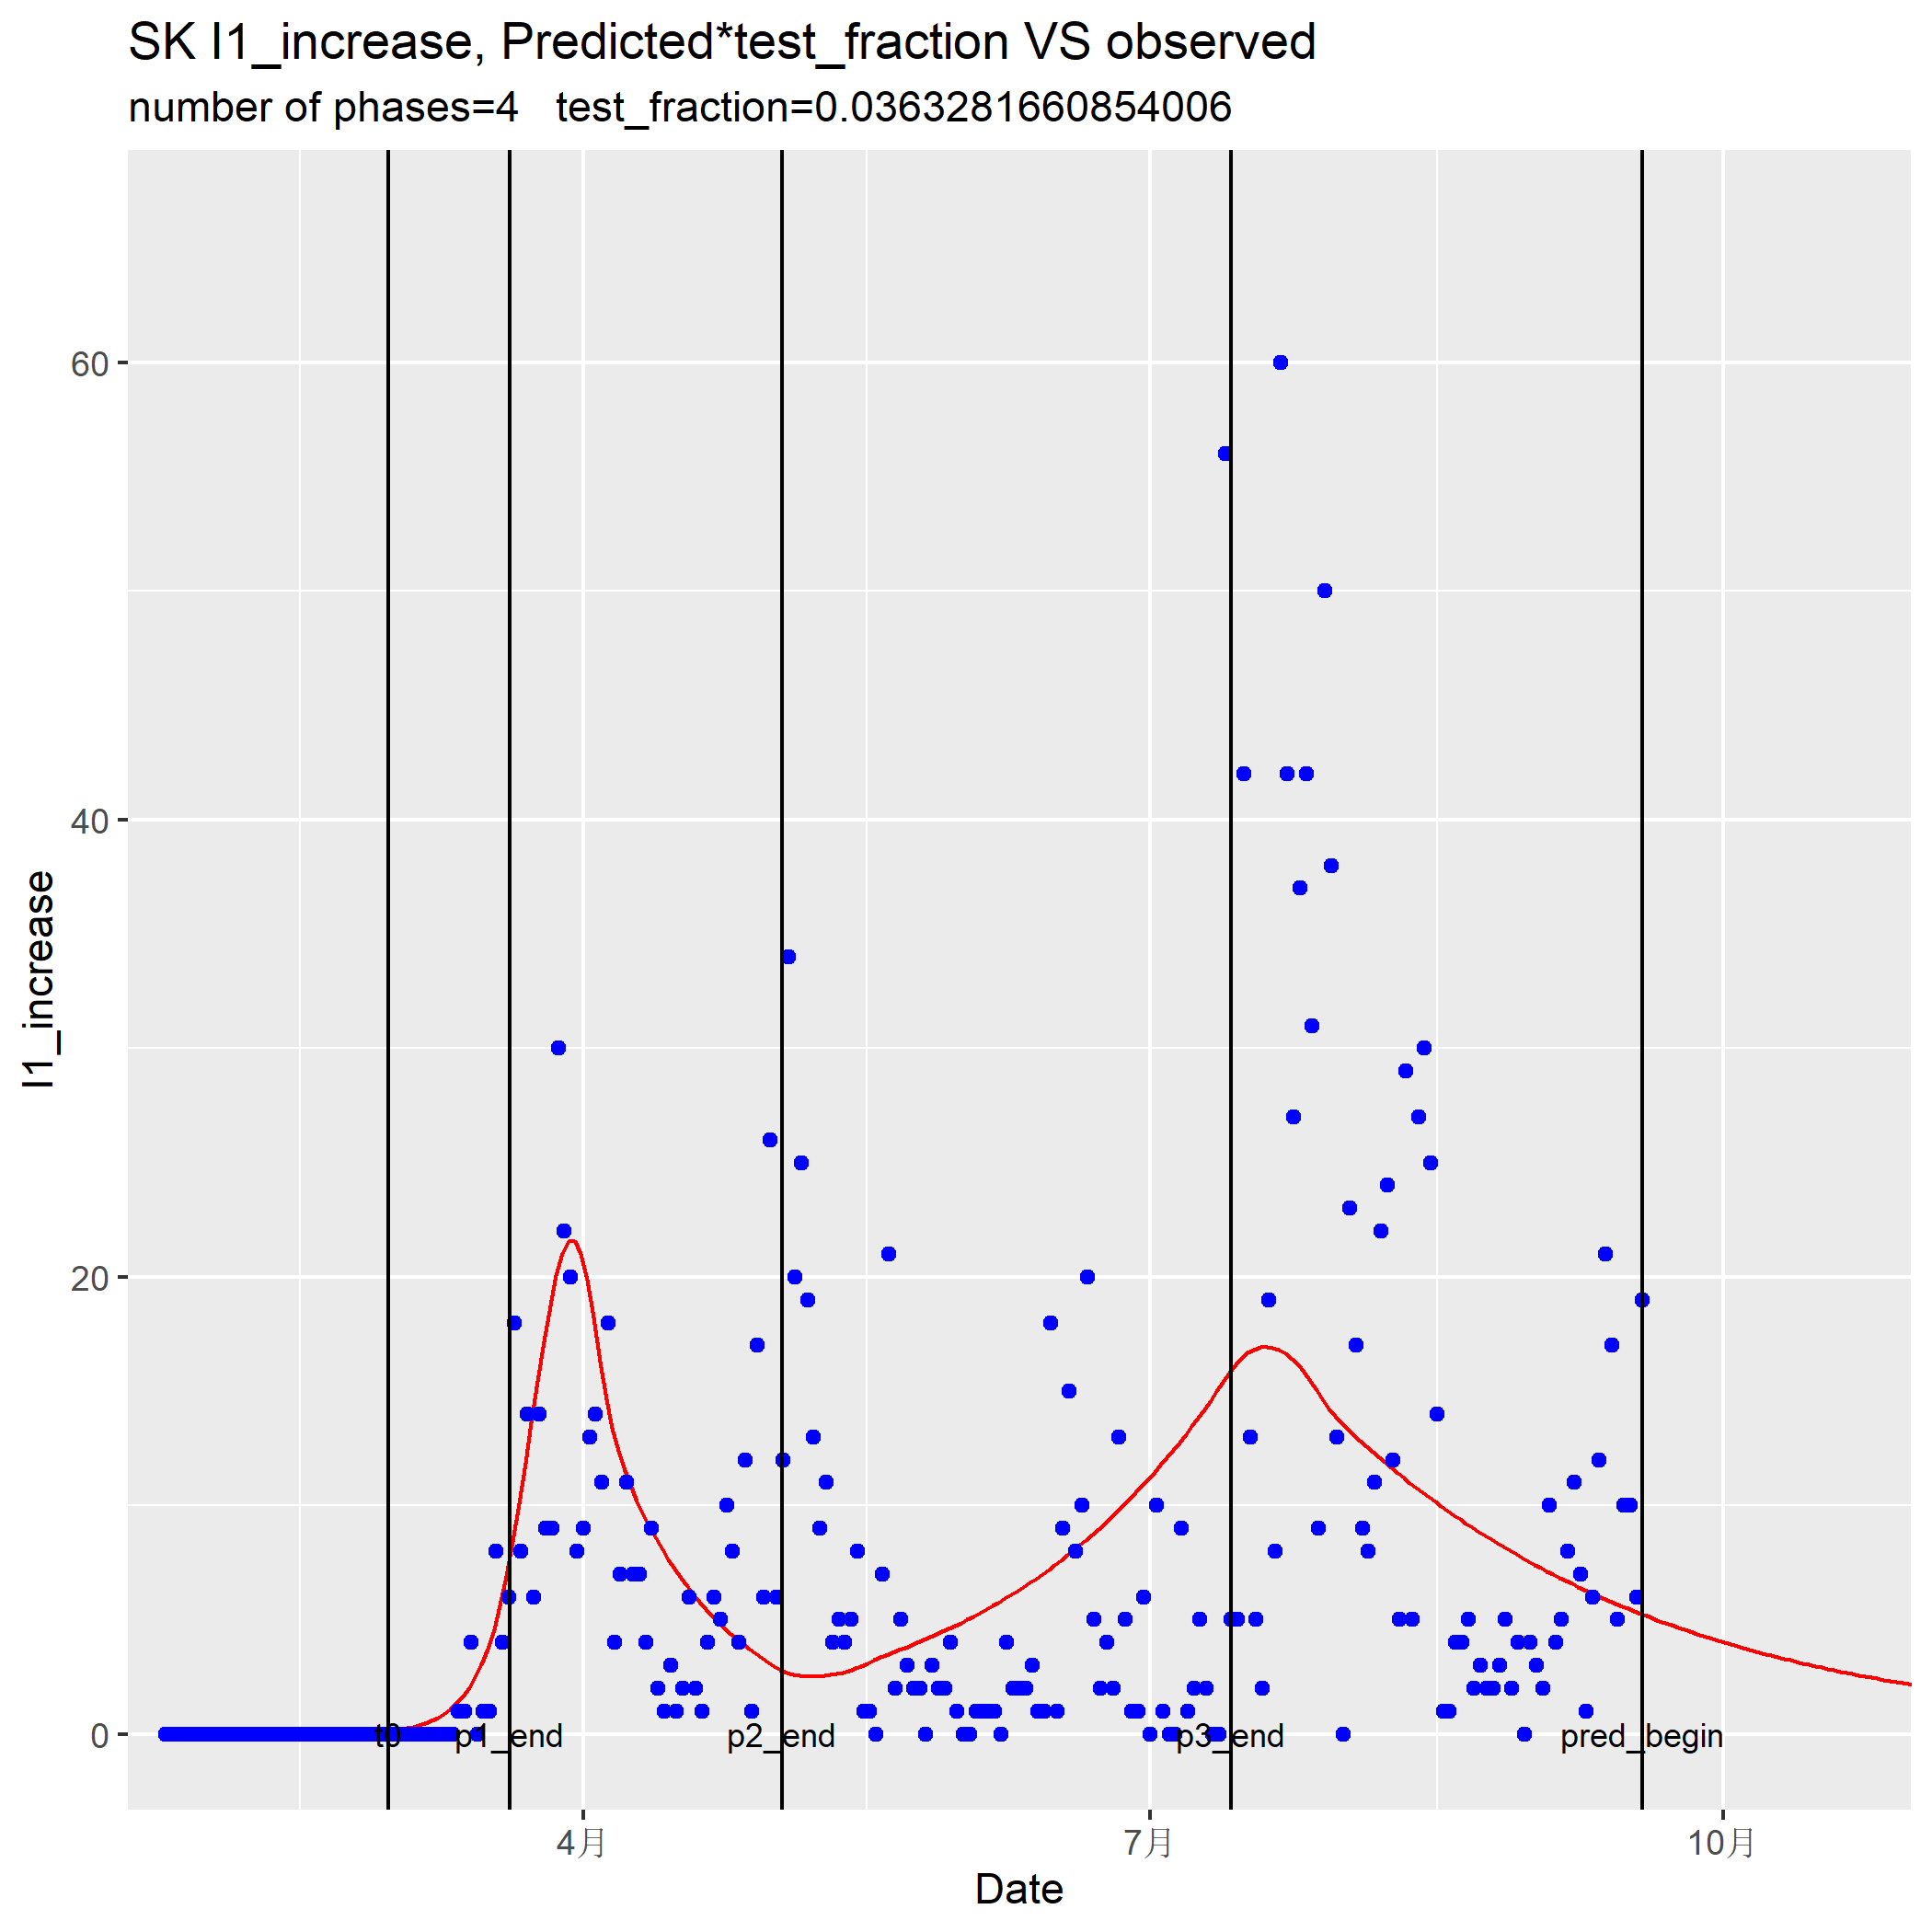 SK I1_increase, Predicted*test_fraction VS observed
number of phases=4   test_fraction=0.0363281660854006
60
40
20
0
I1_increase
t0
p1_end
p2_end
p3_end
pred_begin
4月
7月
10月
Date